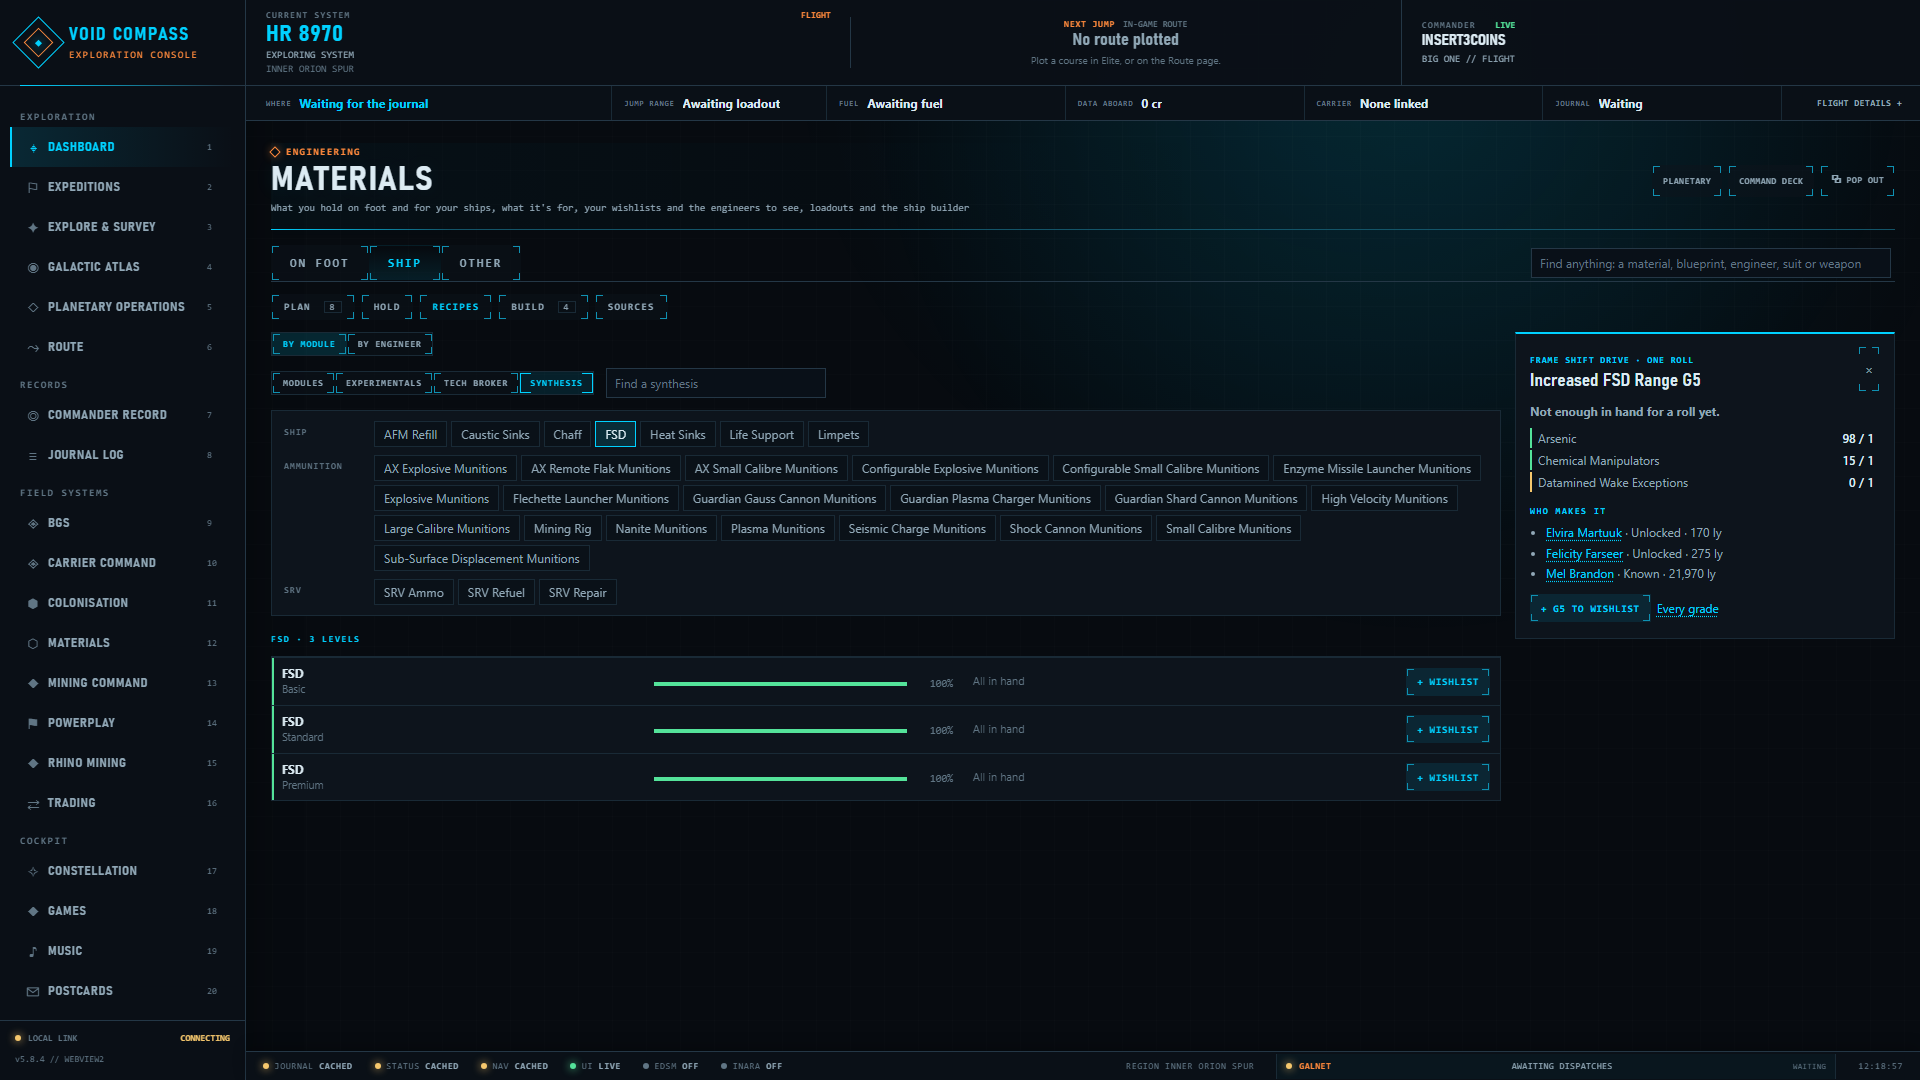 VOID COMPASS
EXPLORATION CONSOLE
CURRENT SYSTEM
FLIGHT
HR 8970
EXPLORING SYSTEM
INNER ORION SPUR
NEXT JUMP IN-GAME ROUTE
No route plotted
Plot a course in Elite, or on the Route page.
COMMANDER LIVE
INSERT3COINS
BIG ONE // FLIGHT
WHERE Waiting for the journal
JUMP RANGE Awaiting loadout
FUEL Awaiting fuel
DATA ABOARD 0 cr
CARRIER None linked
JOURNAL Waiting
FLIGHT DETAILS +
EXPLORATION
DASHBOARD 1
EXPEDITIONS 2
EXPLORE & SURVEY 3
GALACTIC ATLAS 4
PLANETARY OPERATIONS 5
ROUTE 6
RECORDS
COMMANDER RECORD 7
JOURNAL LOG 8
FIELD SYSTEMS
BGS 9
CARRIER COMMAND 10
COLONISATION 11
MATERIALS 12
MINING COMMAND 13
POWERPLAY 14
RHINO MINING 15
TRADING 16
COCKPIT
CONSTELLATION 17
GAMES 18
MUSIC 19
POSTCARDS 20
LOCAL LINK CONNECTING
v5.8.4 // WEBVIEW2
ENGINEERING
MATERIALS
What you hold on foot and for your ships, what it's for, your wishlists and the engineers to see, loadouts and the ship builder
PLANETARY
COMMAND DECK
POP OUT
ON FOOT
SHIP
OTHER
Find anything: a material, blueprint, engineer, suit or weapon
PLAN 8
HOLD
RECIPES
BUILD 4
SOURCES
BY MODULE
BY ENGINEER
MODULES
EXPERIMENTALS
TECH BROKER
SYNTHESIS
Find a synthesis
SHIP
AFM Refill
Caustic Sinks
Chaff
FSD
Heat Sinks
Life Support
Limpets
AMMUNITION
AX Explosive Munitions
AX Remote Flak Munitions
AX Small Calibre Munitions
Configurable Explosive Munitions
Configurable Small Calibre Munitions
Enzyme Missile Launcher Munitions
Explosive Munitions
Flechette Launcher Munitions
Guardian Gauss Cannon Munitions
Guardian Plasma Charger Munitions
Guardian Shard Cannon Munitions
High Velocity Munitions
Large Calibre Munitions
Mining Rig
Nanite Munitions
Plasma Munitions
Seismic Charge Munitions
Shock Cannon Munitions
Small Calibre Munitions
Sub-Surface Displacement Munitions
SRV
SRV Ammo
SRV Refuel
SRV Repair
FSD · 3 LEVELS
FSD
Basic
100% All in hand
+ WISHLIST
FSD
Standard
100% All in hand
+ WISHLIST
FSD
Premium
100% All in hand
+ WISHLIST
FRAME SHIFT DRIVE · ONE ROLL
×
Increased FSD Range G5
Not enough in hand for a roll yet.
Arsenic 98 / 1
Chemical Manipulators 15 / 1
Datamined Wake Exceptions 0 / 1
WHO MAKES IT
• Elvira Martuuk · Unlocked · 170 ly
• Felicity Farseer · Unlocked · 275 ly
• Mel Brandon · Known · 21,970 ly
+ G5 TO WISHLIST Every grade
JOURNAL CACHED
STATUS CACHED
NAV CACHED
UI LIVE
EDSM OFF
INARA OFF
REGION INNER ORION SPUR
GALNET
AWAITING DISPATCHES
WAITING
12:18:57